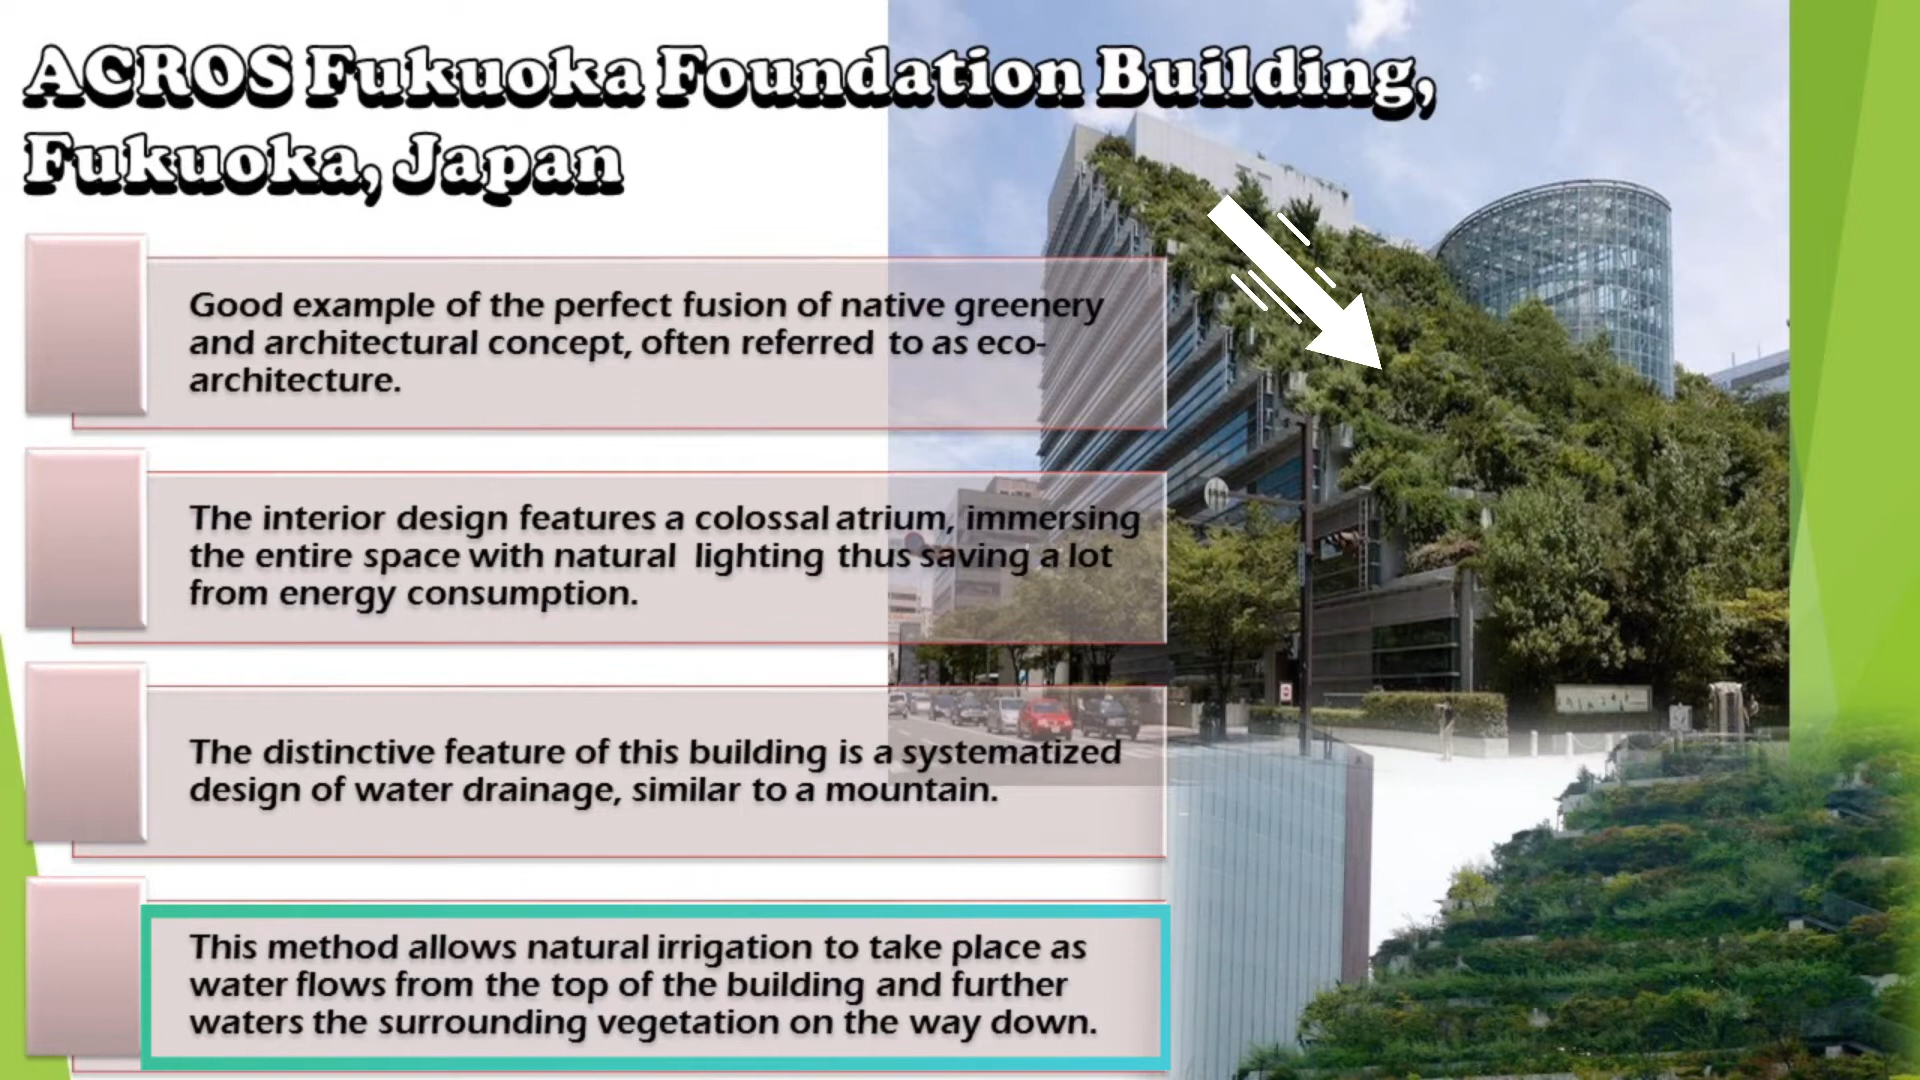 ACROS Fukuoka Foundation Building,
Fukuoka, Japan
Good example of the perfect fusion of native greenery
and architectural concept, often referred to as eco-
architecture.
The interior design features a colossal atrium, immersing
the entire space with natural lighting thus saving a lot
from energy consumption.
The distinctive feature of this building is a systematized
design of water drainage, similar to a mountain.
This method allows natural irrigation to take place as
water flows from the top of the building and further
waters the surrounding vegetation on the way down.